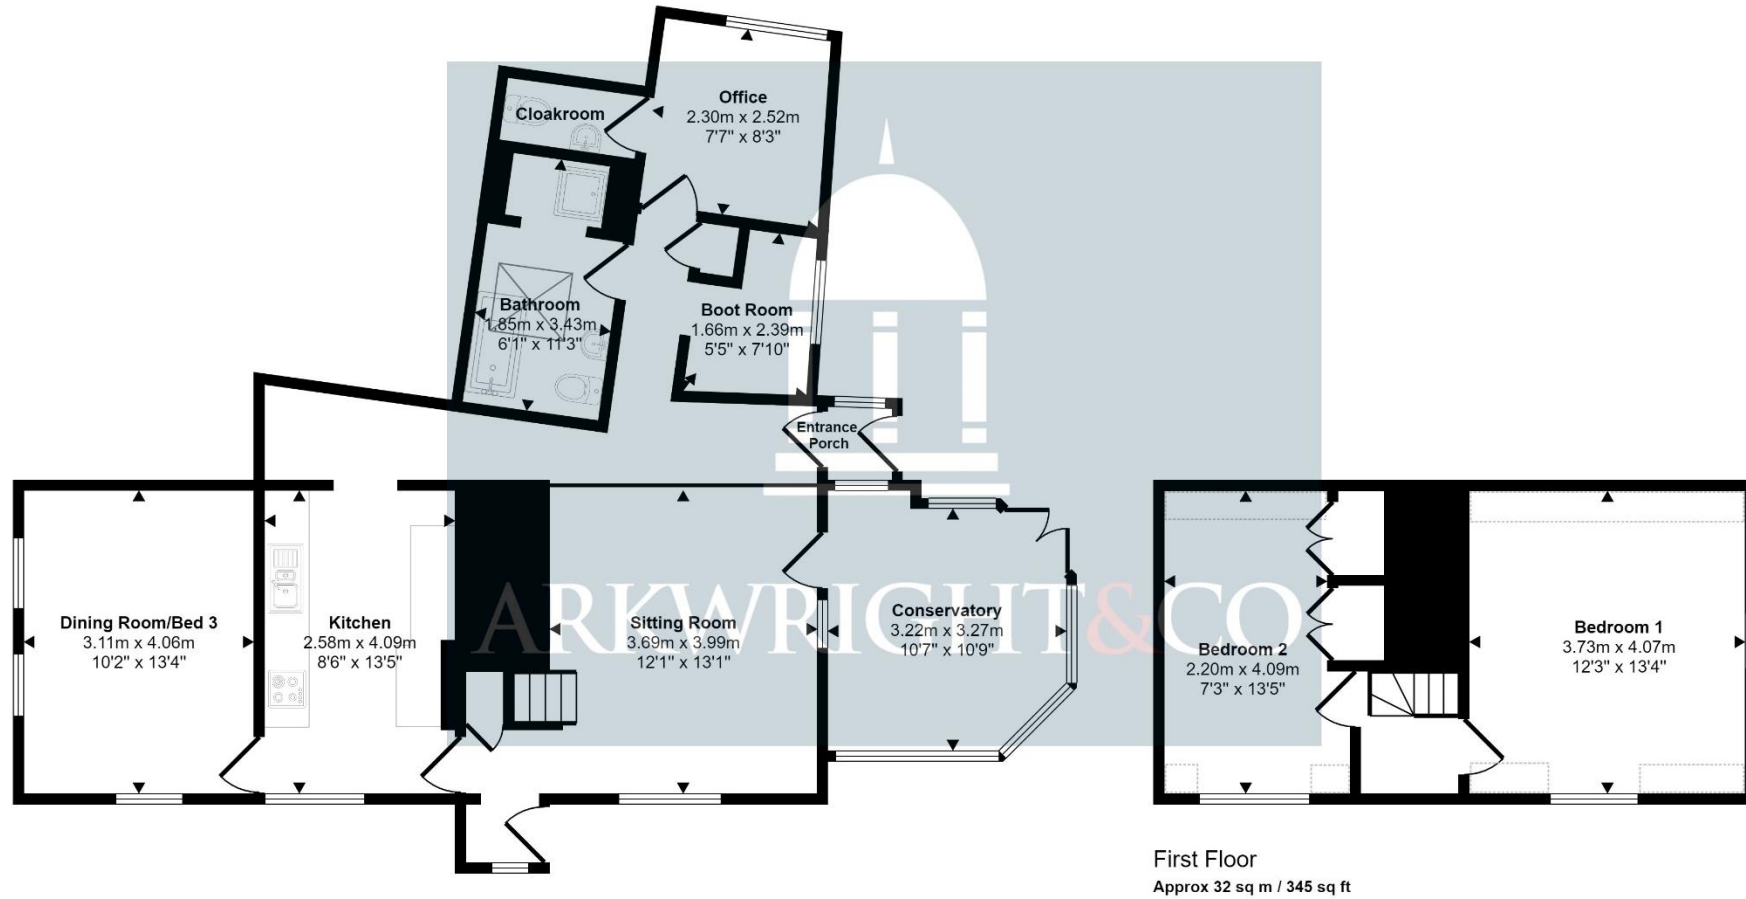 Cloakroom
Office
2.30m x 2.52m
7'7" x 8'3"
Bathroom
1.85m x 3.43m
6'1" x 11'3"
Boot Room
1.66m x 2.39m
5'5" x 7'10"
Entrance
Porch
Dining Room/Bed 3
3.11m x 4.06m
10'2" x 13'4"
Kitchen
2.58m x 4.09m
8'6" x 13'5"
Sitting Room
3.69m x 3.99m
12'1" x 13'1"
Conservatory
3.22m x 3.27m
10'7" x 10'9"
Bedroom 2
2.20m x 4.09m
7'3" x 13'5"
Bedroom 1
3.73m x 4.07m
12'3" x 13'4"
ARKWRIGHT&CO
First Floor
Approx 32 sq m / 345 sq ft